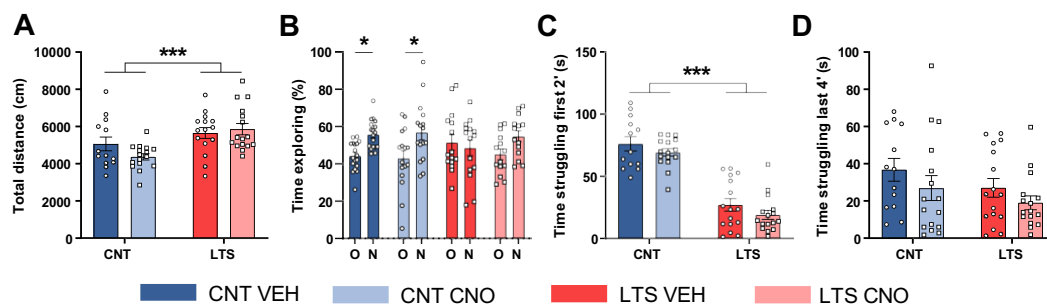 A
Total distance (cm)
10000
8000
6000
4000
2000
0
***
CNT LTS
B
Time exploring (%)
100
80
60
40
20
0
* *
O N O N O N O N
C
Time struggling first 2' (s)
150
100
50
0
***
CNT LTS
D
Time struggling last 4' (s)
100
80
60
40
20
0
CNT LTS
CNT VEH CNT CNO LTS VEH LTS CNO